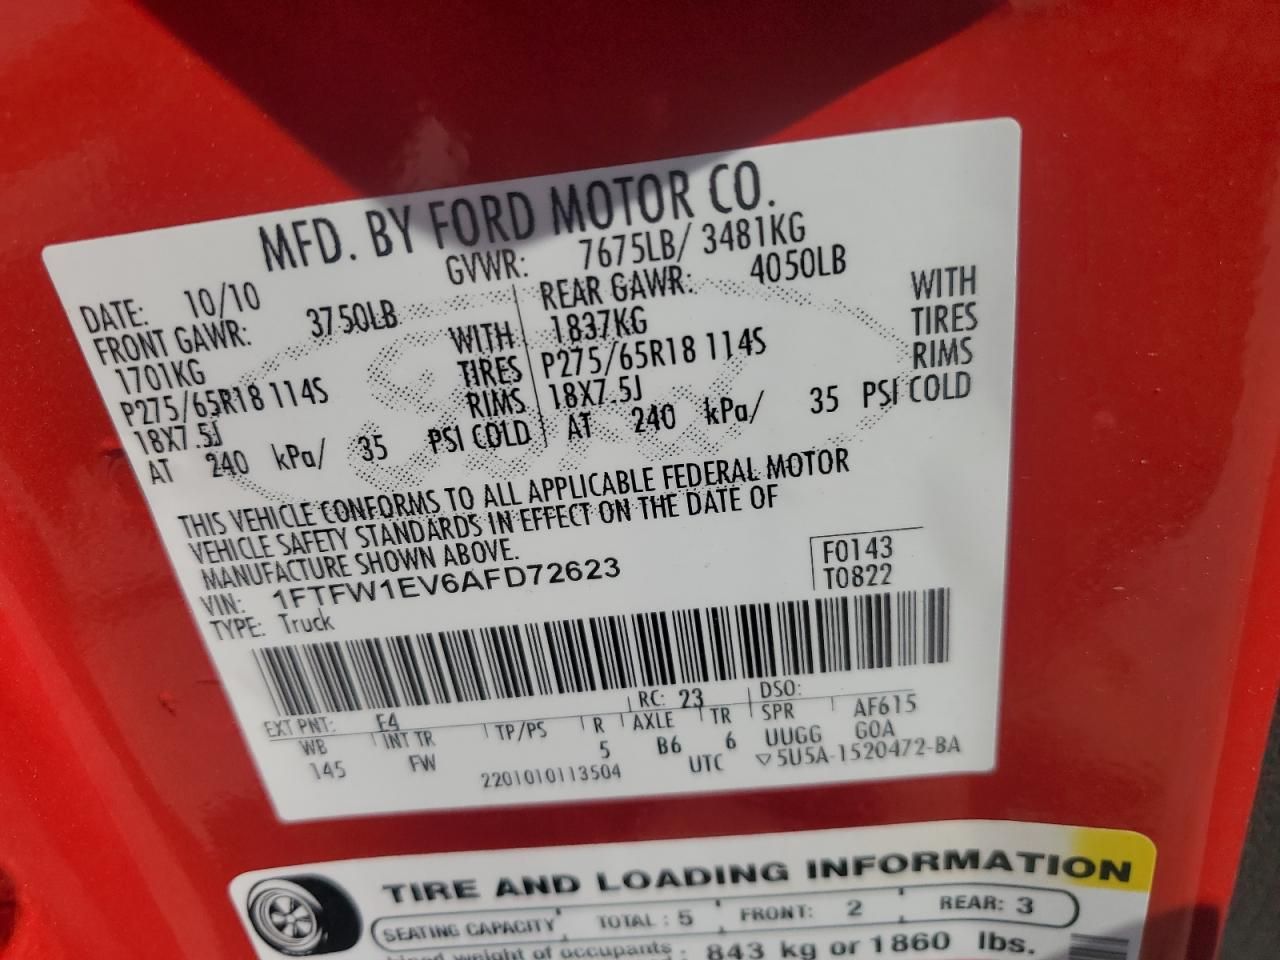 MFD. BY FORD MOTOR CO.
DATE: 10/10 GVWR: 7675LB/ 3481KG
FRONT GAWR: 3750LB REAR GAWR: 4050LB
1701KG WITH 1837KG WITH
P275/65R18 114S TIRES P275/65R18 114S TIRES
18X7.5J RIMS 18X7.5J RIMS
AT 240 kPa/ 35 PSI COLD AT 240 kPa/ 35 PSI COLD
THIS VEHICLE CONFORMS TO ALL APPLICABLE FEDERAL MOTOR
VEHICLE SAFETY STANDARDS IN EFFECT ON THE DATE OF
MANUFACTURE SHOWN ABOVE.
VIN: 1FTFW1EV6AFD72623 F0143
TYPE: Truck T0822
EXT PNT: F4 RC: 23 DSO:
WB INT TR TP/PS R AXLE TR SPR AF615
145 FW 5 B6 6 UUGG GOA
2201010113504 UTC ▽5U5A-1520472-BA
TIRE AND LOADING INFORMATION
SEATING CAPACITY TOTAL: 5 FRONT: 2 REAR: 3
weight of occupants 843 kg or 1860 lbs.